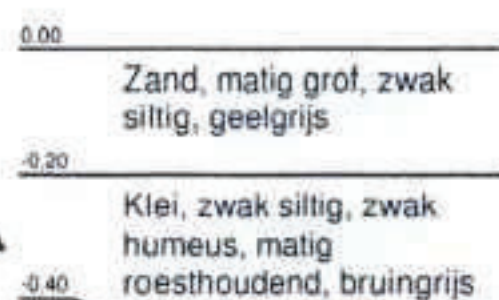 0.00
Zand, matig grof, zwak
siltig, geelgrijs
-0.20
Klei, zwak siltig, zwak
humeus, matig
roesthoudend, bruingrijs
-0.40